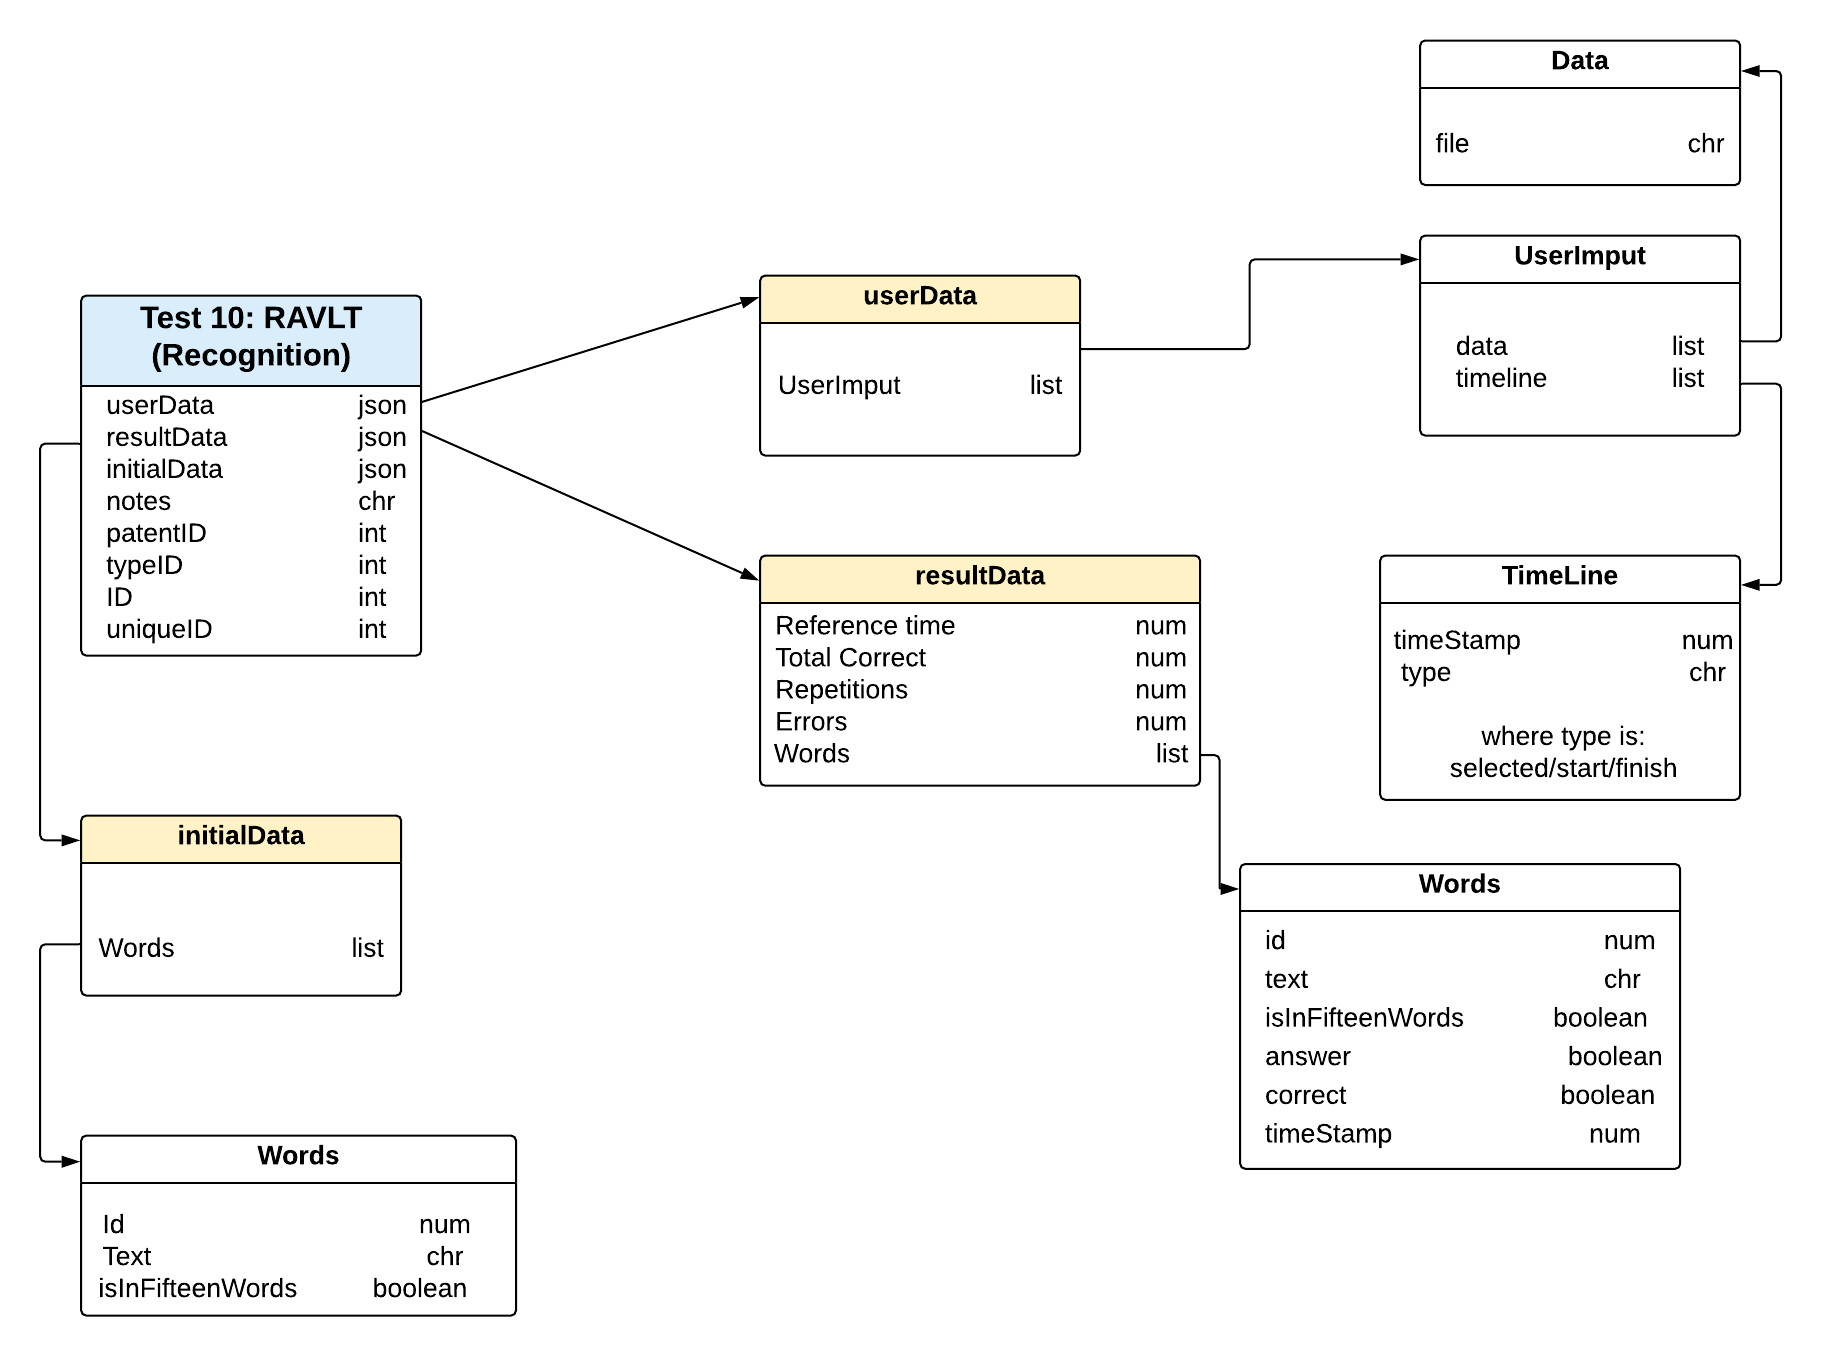 Data
file chr
UserImput
data list
timeline list
userData
UserImput list
Test 10: RAVLT
(Recognition)
userData json
resultData json
initialData json
notes chr
patentID int
typeID int
ID int
uniqueID int
resultData
Reference time num
Total Correct num
Repetitions num
Errors num
Words list
TimeLine
timeStamp num
type chr
where type is:
selected/start/finish
initialData
Words list
Words
id num
text chr
isInFifteenWords boolean
answer boolean
correct boolean
timeStamp num
Words
Id num
Text chr
isInFifteenWords boolean